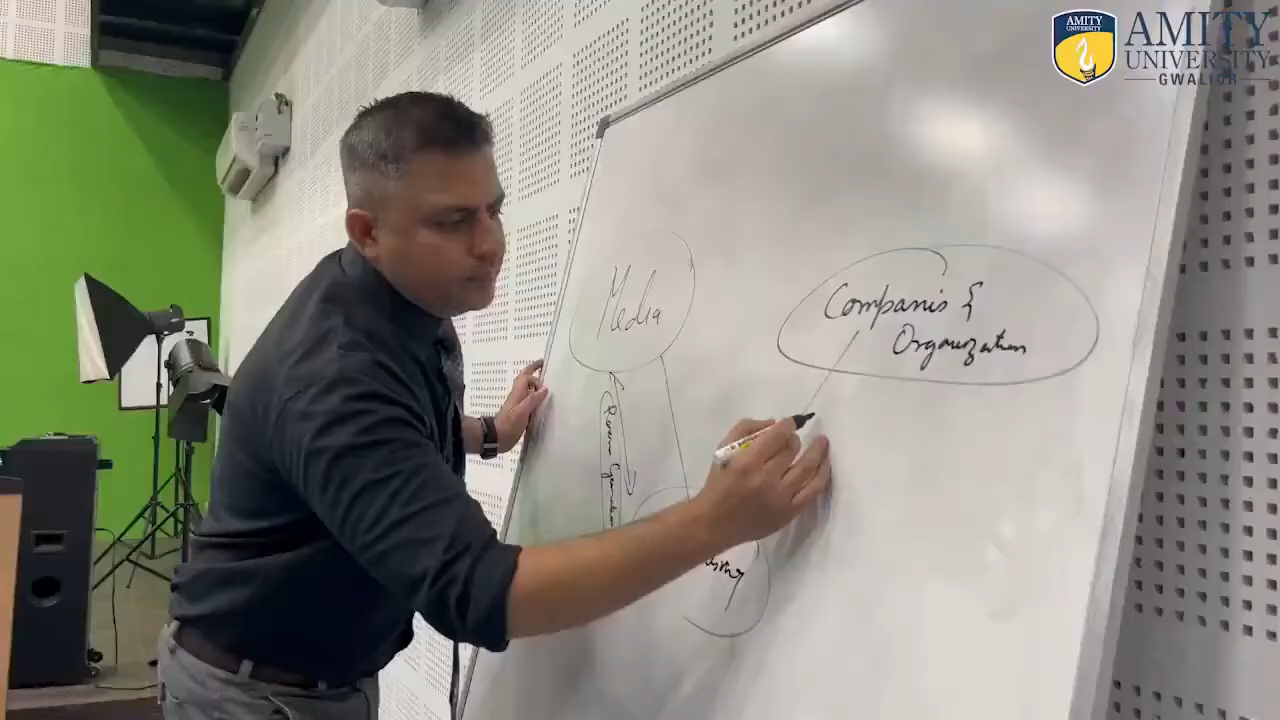 AMITY
UNIVERSITY
AMITY
UNIVERSITY
GWALIOR
Media
Companis &
Organization